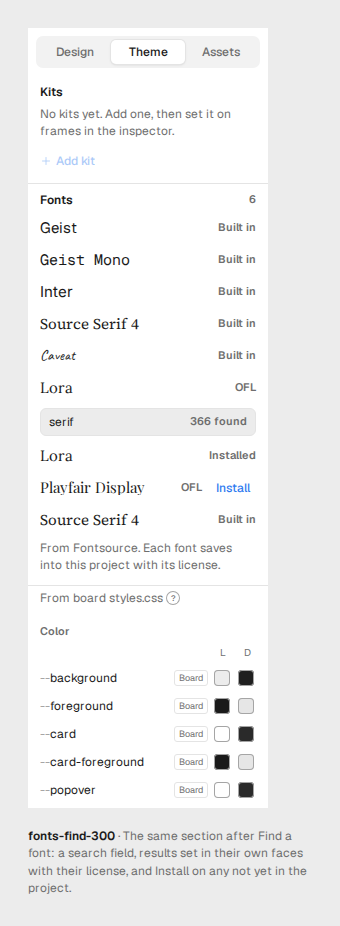 Design Theme Assets
Kits
No kits yet. Add one, then set it on
frames in the inspector.
+ Add kit
Fonts 6
Geist Built in
Geist Mono Built in
Inter Built in
Source Serif 4 Built in
Caveat Built in
Lora OFL
serif 366 found
Lora Installed
Playfair Display OFL Install
Source Serif 4 Built in
From Fontsource. Each font saves
into this project with its license.
From board styles.css ?
Color
L D
--background Board
--foreground Board
--card Board
--card-foreground Board
--popover Board
fonts-find-300 · The same section after Find a
font: a search field, results set in their own faces
with their license, and Install on any not yet in the
project.